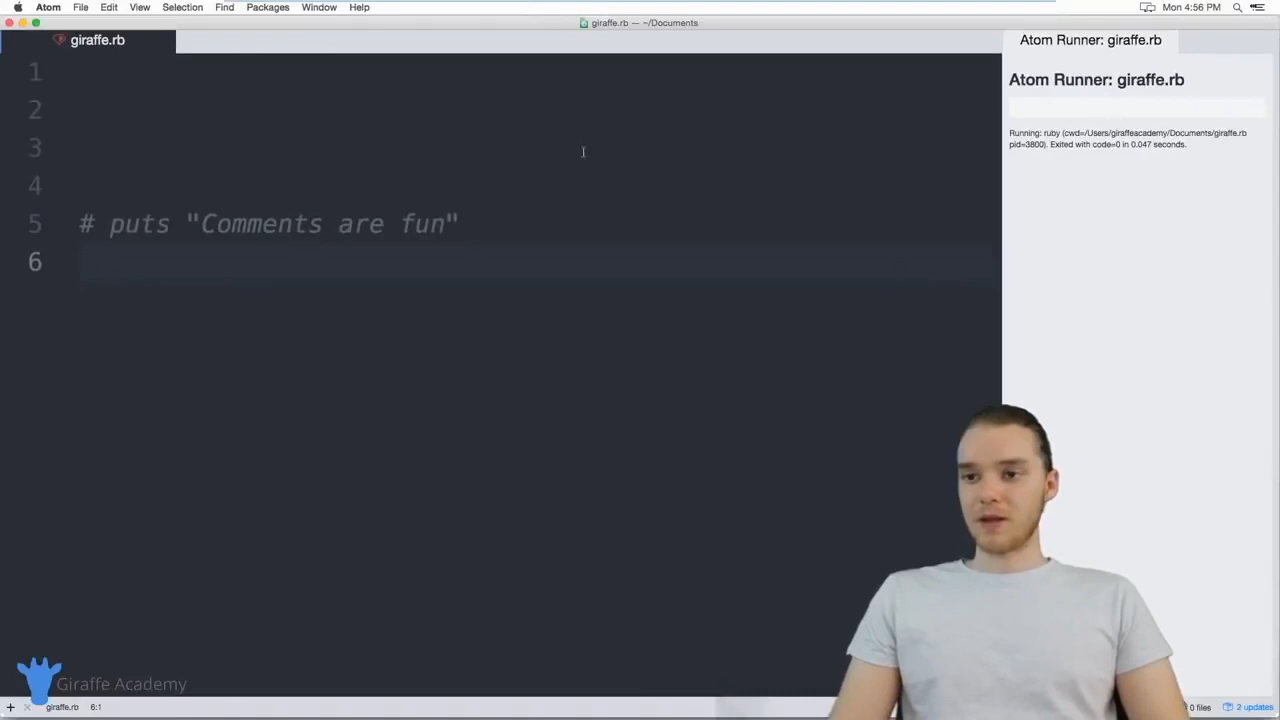 Atom File Edit View Selection Find Packages Window Help Mon 4:56 PM
giraffe.rb — ~/Documents
giraffe.rb Atom Runner: giraffe.rb
Atom Runner: giraffe.rb
Running: ruby (cwd=/Users/giraffeacademy/Documents/giraffe.rb
pid=3800). Exited with code=0 in 0.047 seconds.
1
2
3
4
5 # puts "Comments are fun"
6
Giraffe Academy
+ × giraffe.rb 6:1 0 files 2 updates